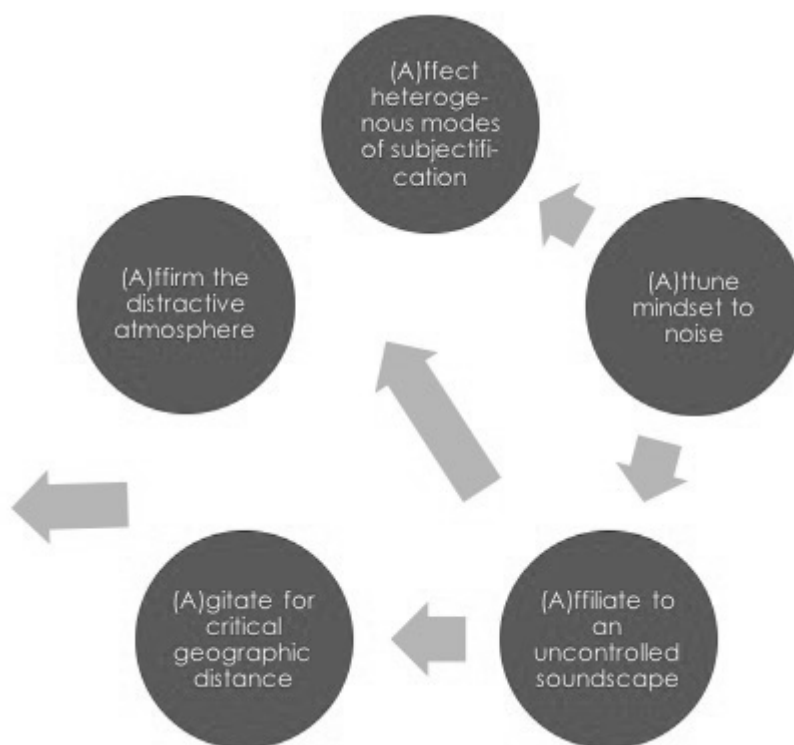 (A)ffect
heteroge-
nous modes
of subjectifi-
cation
(A)ffirm the
distractive
atmosphere
(A)ttune
mindset to
noise
(A)gitate for
critical
geographic
distance
(A)ffiliate to
an
uncontrolled
soundscape